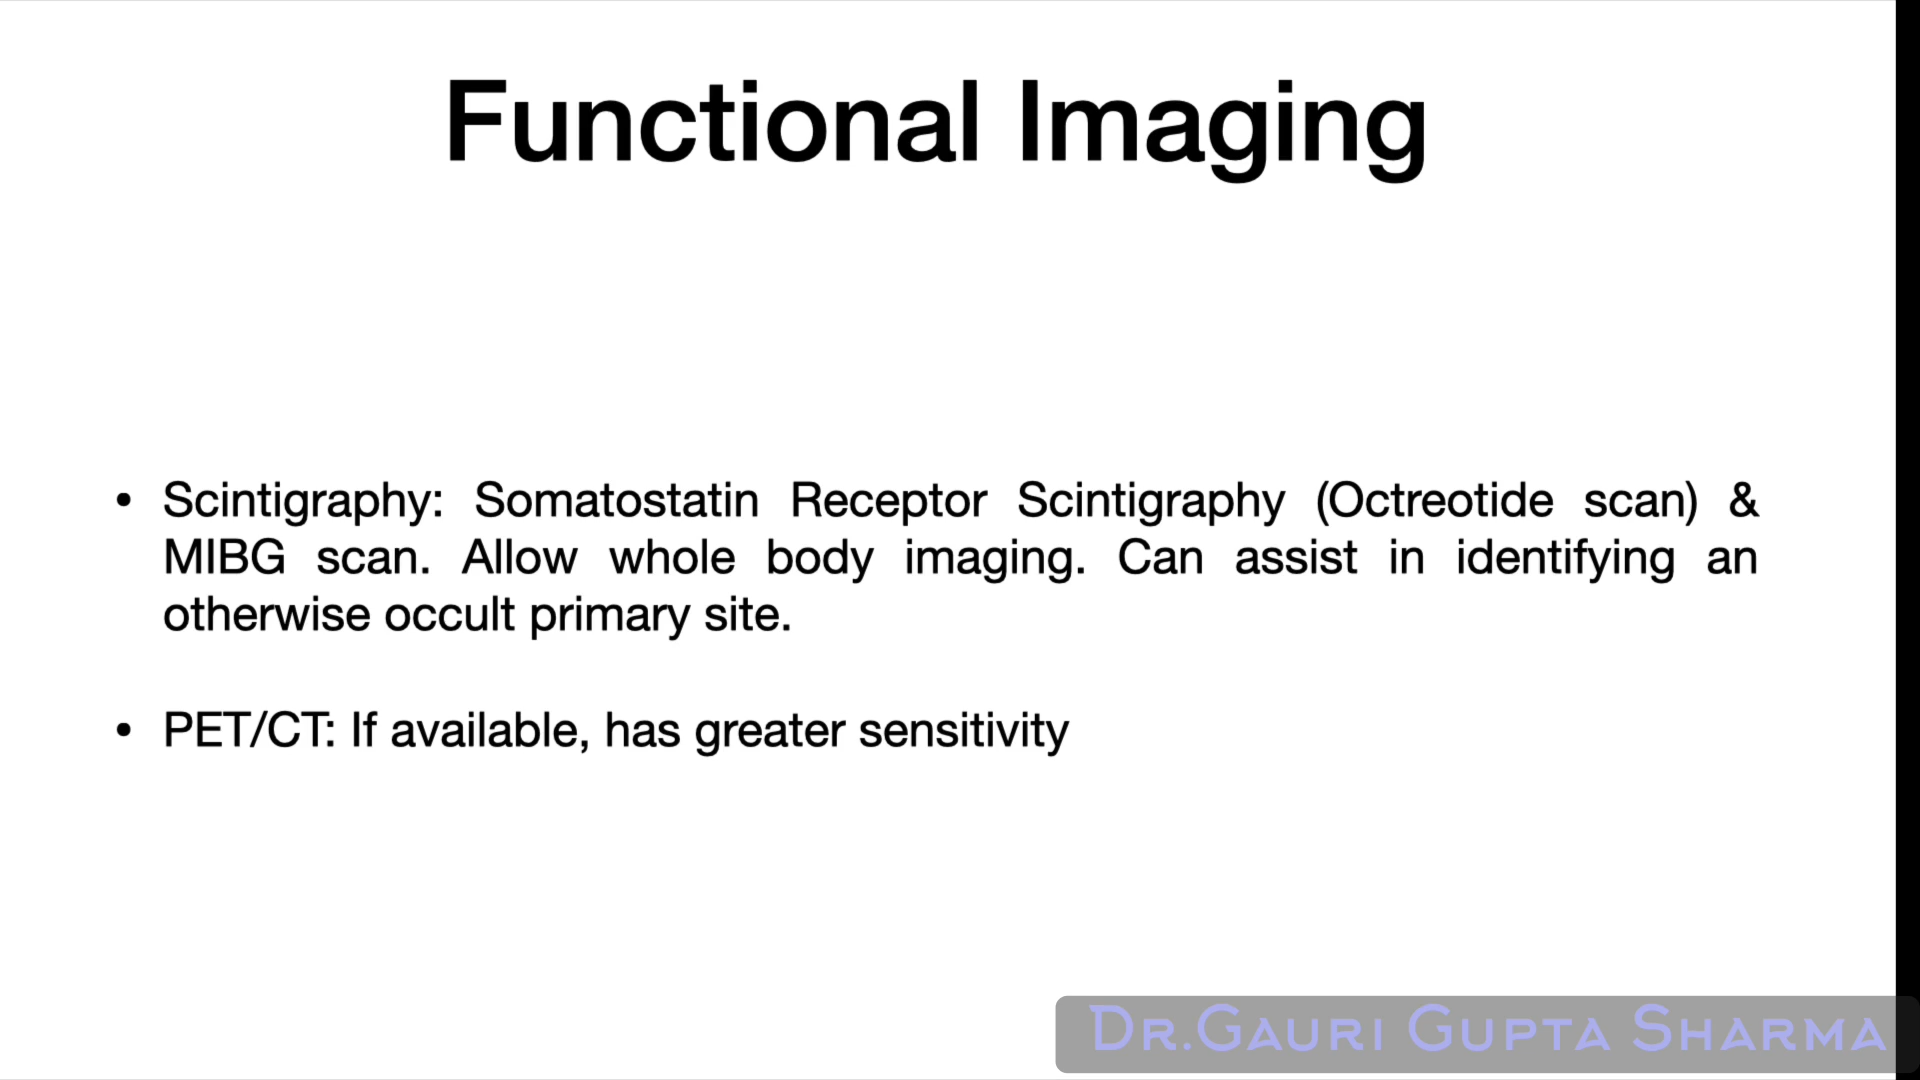 Functional Imaging
• Scintigraphy: Somatostatin Receptor Scintigraphy (Octreotide scan) &
MIBG scan. Allow whole body imaging. Can assist in identifying an
otherwise occult primary site.
• PET/CT: If available, has greater sensitivity
Dr.Gauri Gupta Sharma